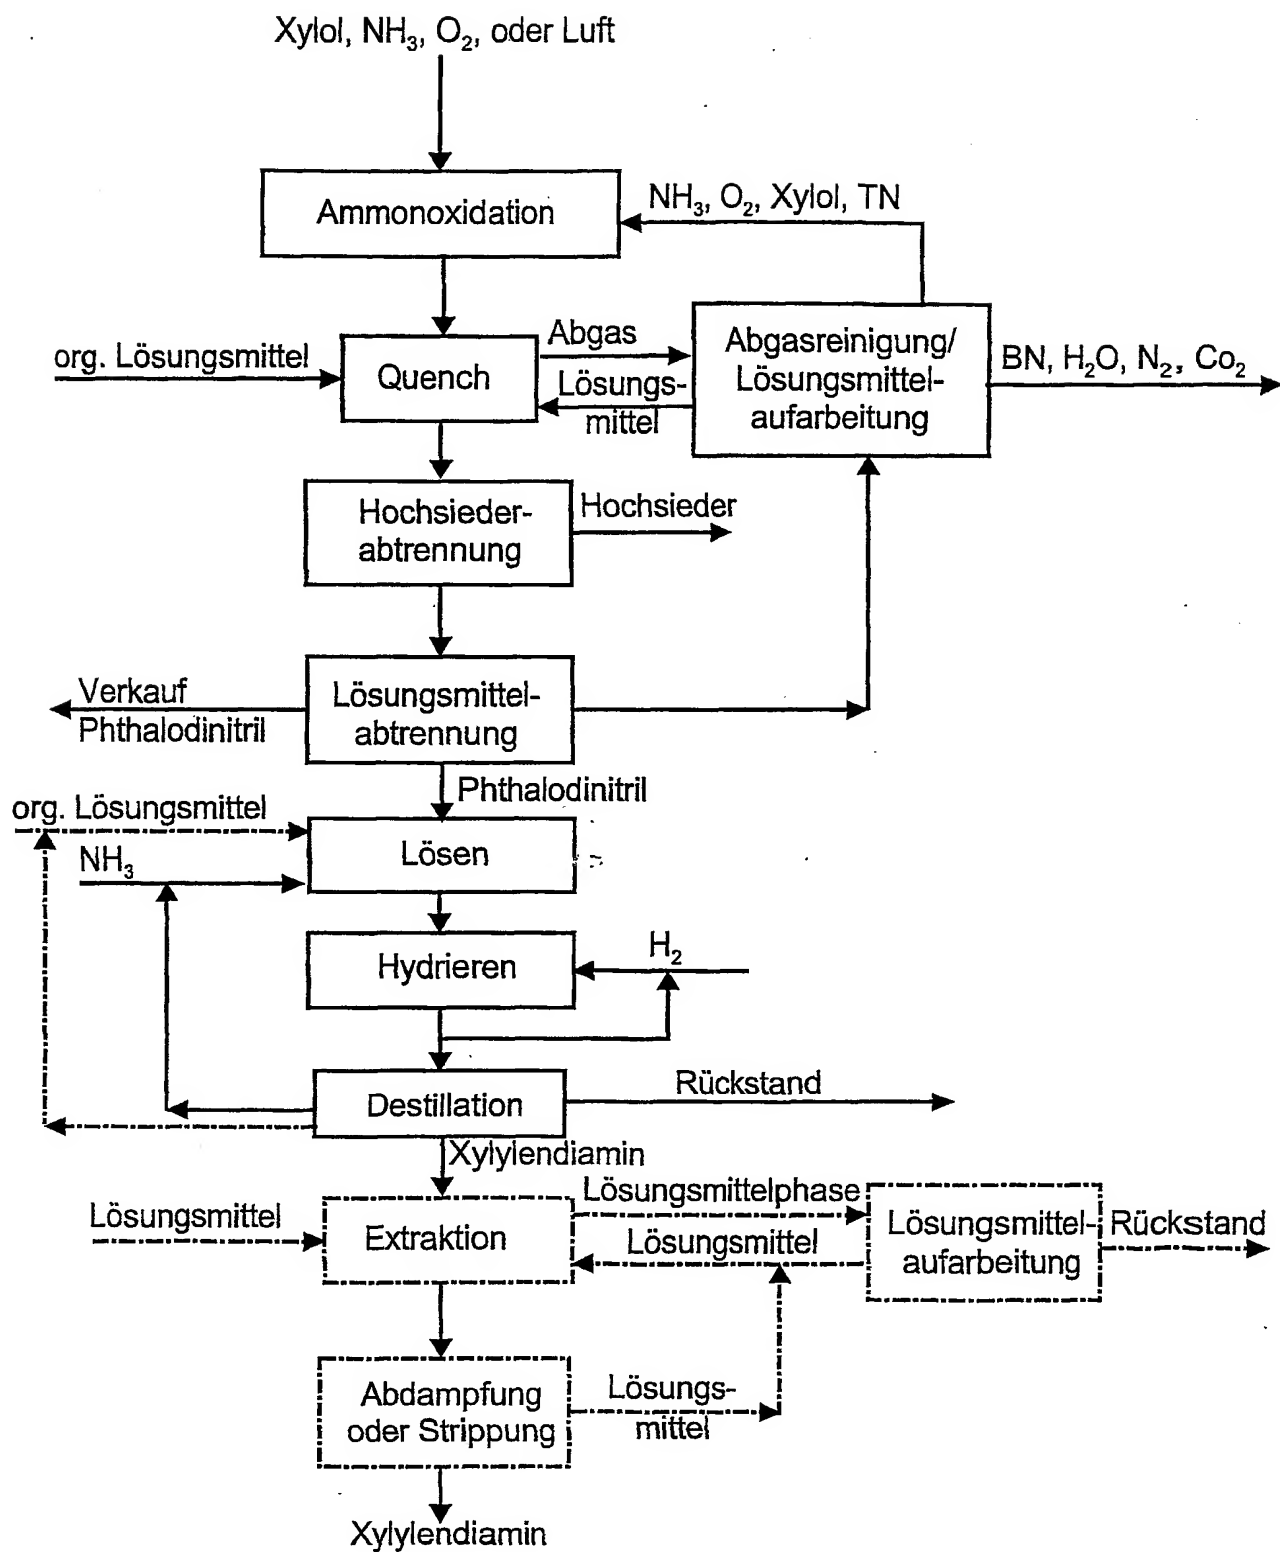 Xylol, NH₃, O₂, oder Luft
Ammonoxidation
NH₃, O₂, Xylol, TN
org. Lösungsmittel
Quench
Abgas
Lösungs-
mittel
Abgasreinigung/
Lösungsmittel-
aufarbeitung
BN, H₂O, N₂, Co₂
Hochsieder-
abtrennung
Hochsieder
Verkauf
Phthalodinitril
Lösungsmittel-
abtrennung
Phthalodinitril
org. Lösungsmittel
Lösen
NH₃
Hydrieren
H₂
Destillation
Rückstand
Xylylendiamin
Lösungsmittel
Extraktion
Lösungsmittelphase
Lösungsmittel
Lösungsmittel-
aufarbeitung
Rückstand
Abdampfung
oder Strippung
Lösungs-
mittel
Xylylendiamin